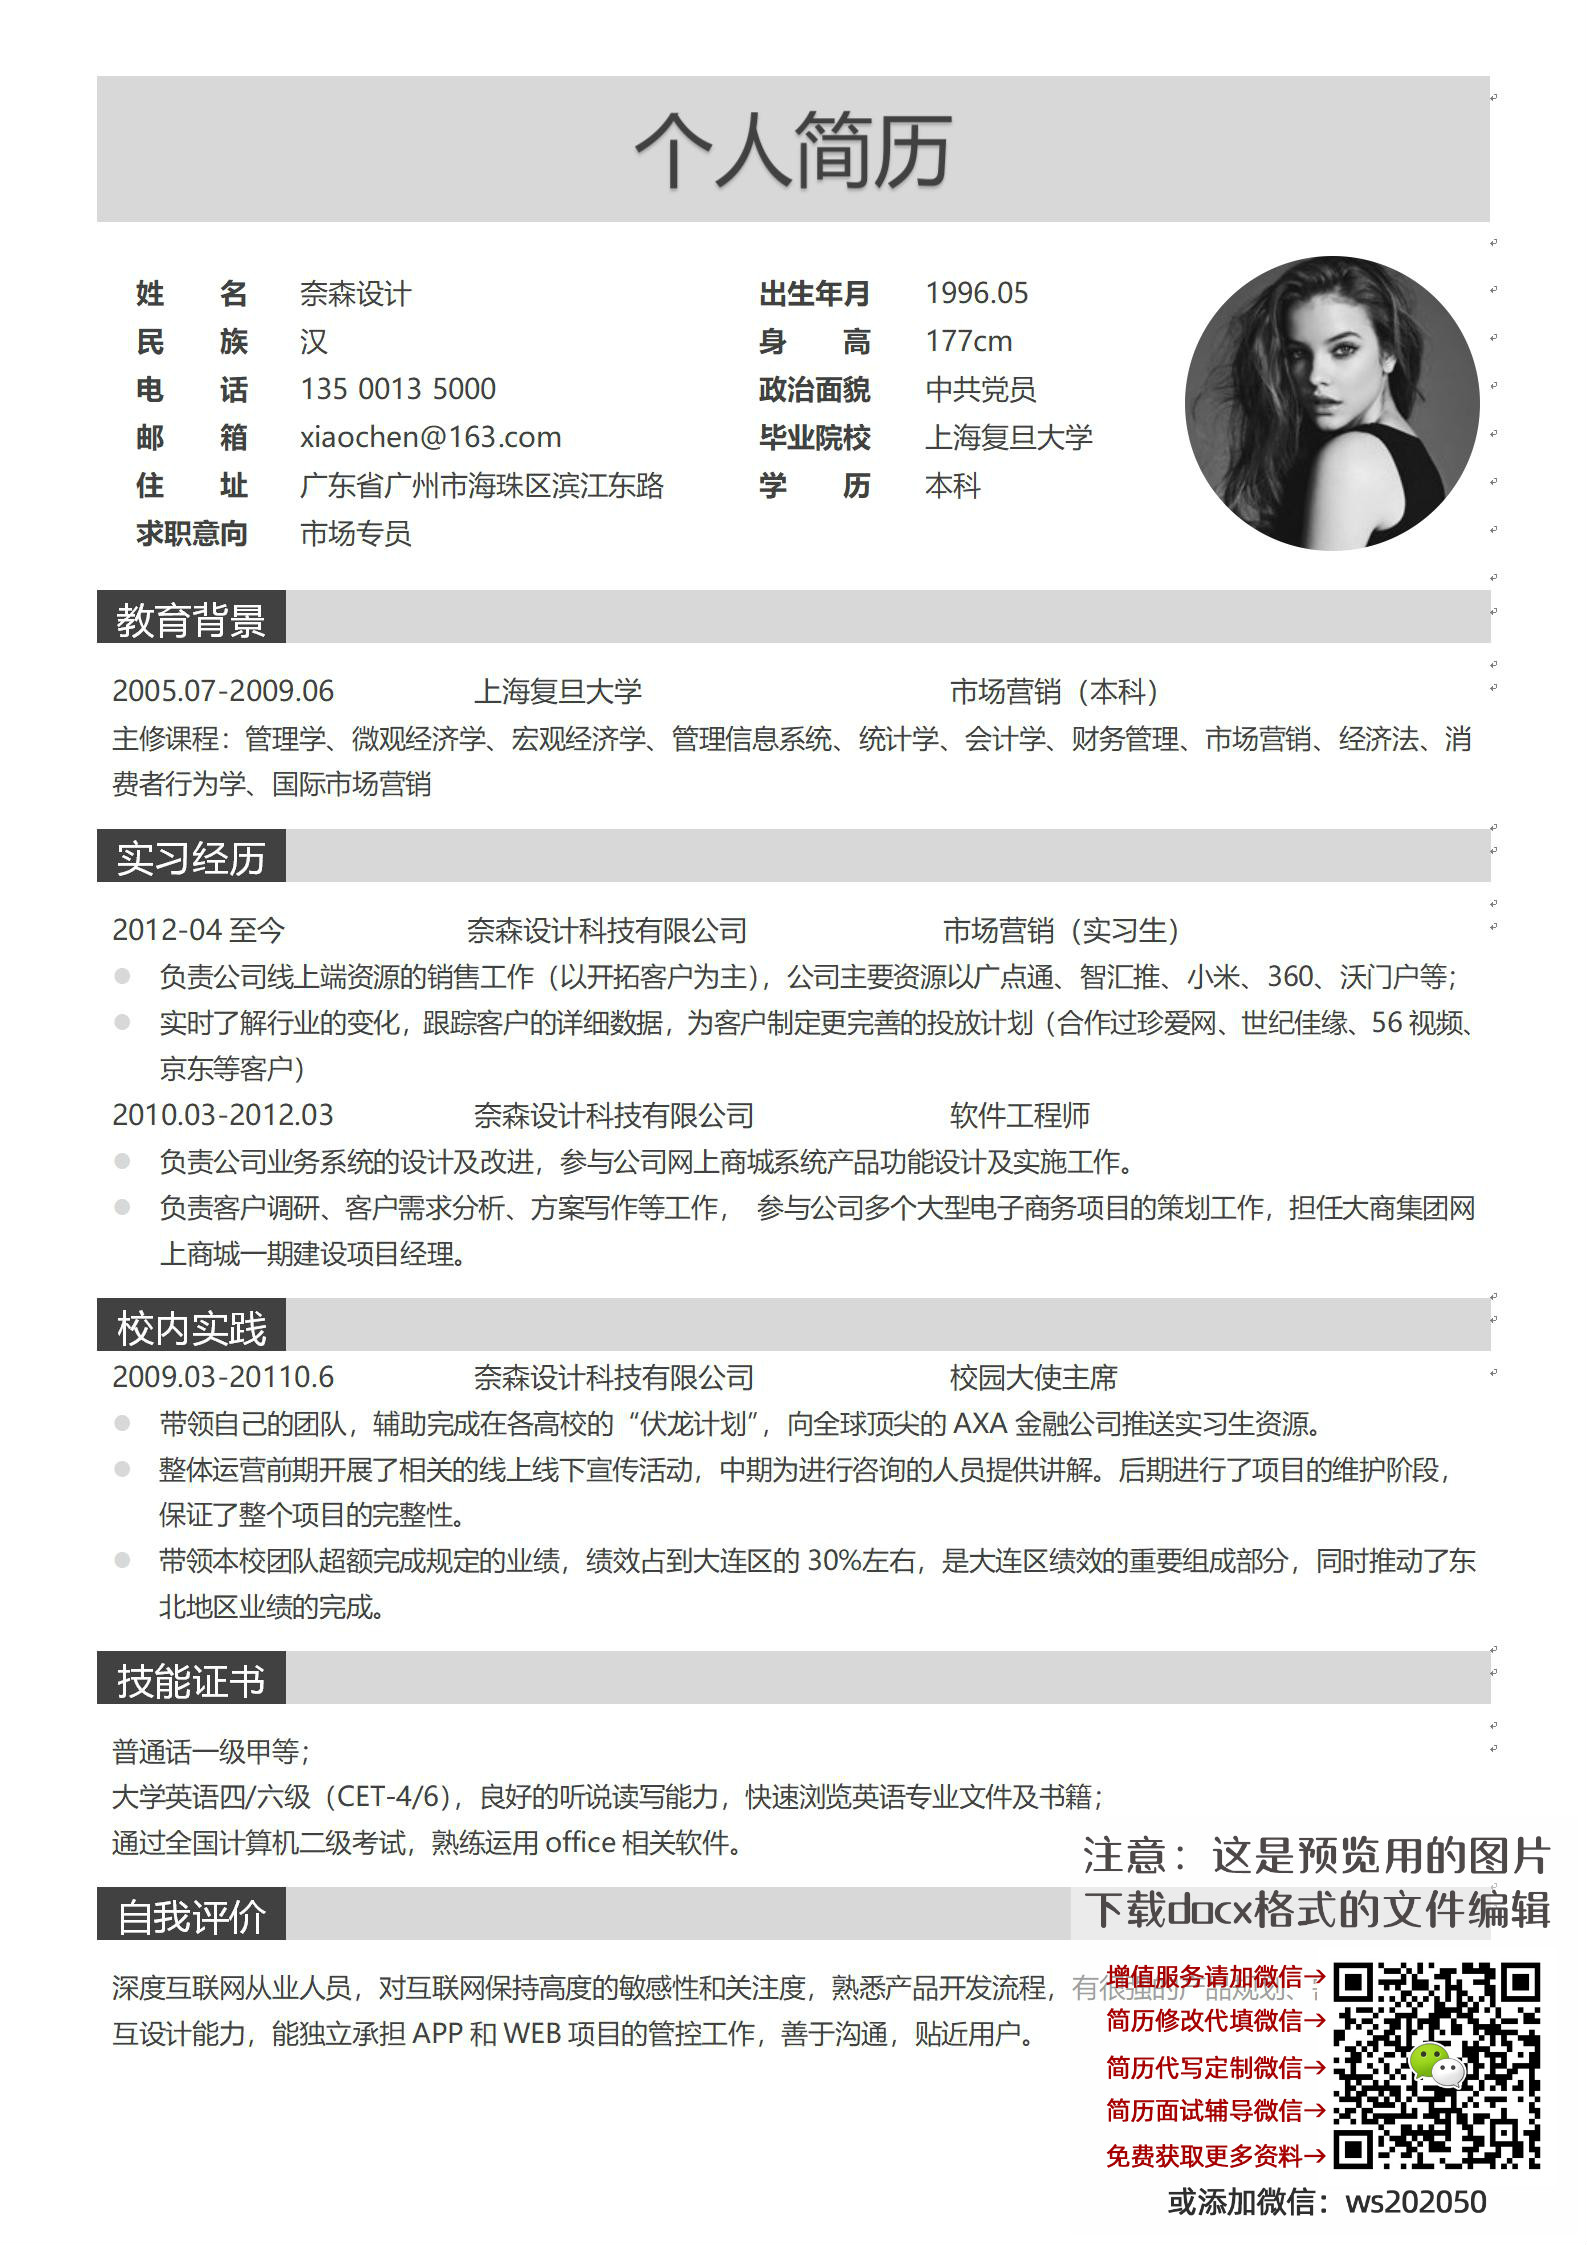 个人简历
姓 名 奈森设计 出生年月 1996.05
民 族 汉 身 高 177cm
电 话 135 0013 5000 政治面貌 中共党员
邮 箱 xiaochen@163.com 毕业院校 上海复旦大学
住 址 广东省广州市海珠区滨江东路 学 历 本科
求职意向 市场专员
教育背景
2005.07-2009.06 上海复旦大学 市场营销（本科）
主修课程：管理学、微观经济学、宏观经济学、管理信息系统、统计学、会计学、财务管理、市场营销、经济法、消
费者行为学、国际市场营销
实习经历
2012-04 至今 奈森设计科技有限公司 市场营销（实习生）
负责公司线上端资源的销售工作（以开拓客户为主），公司主要资源以广点通、智汇推、小米、360、沃门户等；
实时了解行业的变化，跟踪客户的详细数据，为客户制定更完善的投放计划（合作过珍爱网、世纪佳缘、56 视频、
京东等客户）
2010.03-2012.03 奈森设计科技有限公司 软件工程师
负责公司业务系统的设计及改进，参与公司网上商城系统产品功能设计及实施工作。
负责客户调研、客户需求分析、方案写作等工作， 参与公司多个大型电子商务项目的策划工作，担任大商集团网
上商城一期建设项目经理。
校内实践
2009.03-20110.6 奈森设计科技有限公司 校园大使主席
带领自己的团队，辅助完成在各高校的“伏龙计划”，向全球顶尖的 AXA 金融公司推送实习生资源。
整体运营前期开展了相关的线上线下宣传活动，中期为进行咨询的人员提供讲解。后期进行了项目的维护阶段，
保证了整个项目的完整性。
带领本校团队超额完成规定的业绩，绩效占到大连区的 30%左右，是大连区绩效的重要组成部分，同时推动了东
北地区业绩的完成。
技能证书
普通话一级甲等；
大学英语四/六级（CET-4/6），良好的听说读写能力，快速浏览英语专业文件及书籍；
通过全国计算机二级考试，熟练运用 office 相关软件。
注意：这是预览用的图片
下载docx格式的文件编辑
自我评价
深度互联网从业人员，对互联网保持高度的敏感性和关注度，熟悉产品开发流程，有很强的产品规划、
互设计能力，能独立承担 APP 和 WEB 项目的管控工作，善于沟通，贴近用户。
增值服务请加微信→
简历修改代填微信→
简历代写定制微信→
简历面试辅导微信→
免费获取更多资料→
或添加微信：ws202050